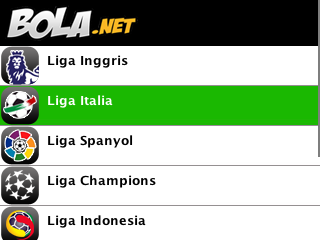 BOLA.NET
Liga Inggris
Liga Italia
Liga Spanyol
Liga Champions
Liga Indonesia